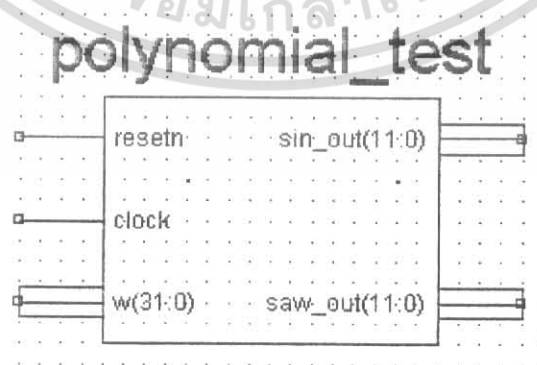 polynomial_test
resetn sin_out(11:0)
clock
w(31:0) saw_out(11:0)